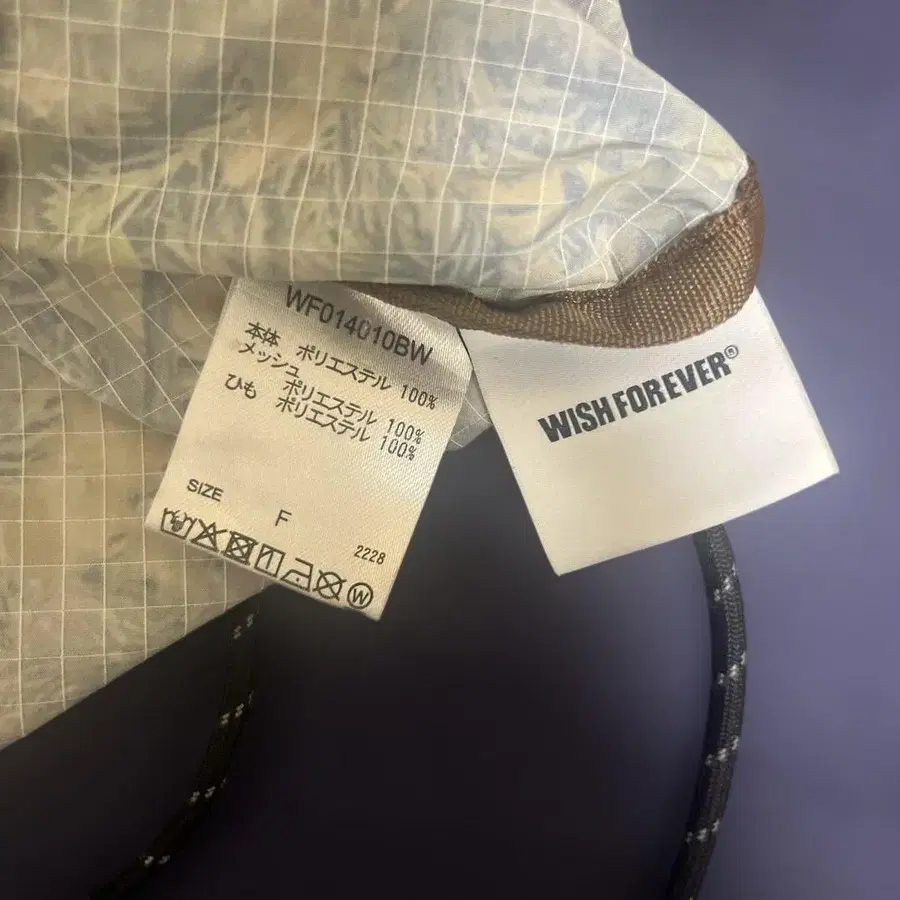 WF014010BW
本体 ポリエステル 100%
メッシュ
ポリエステル 100%
ひも ポリエステル 100%
SIZE
F
2228
W
WISH FOREVER®